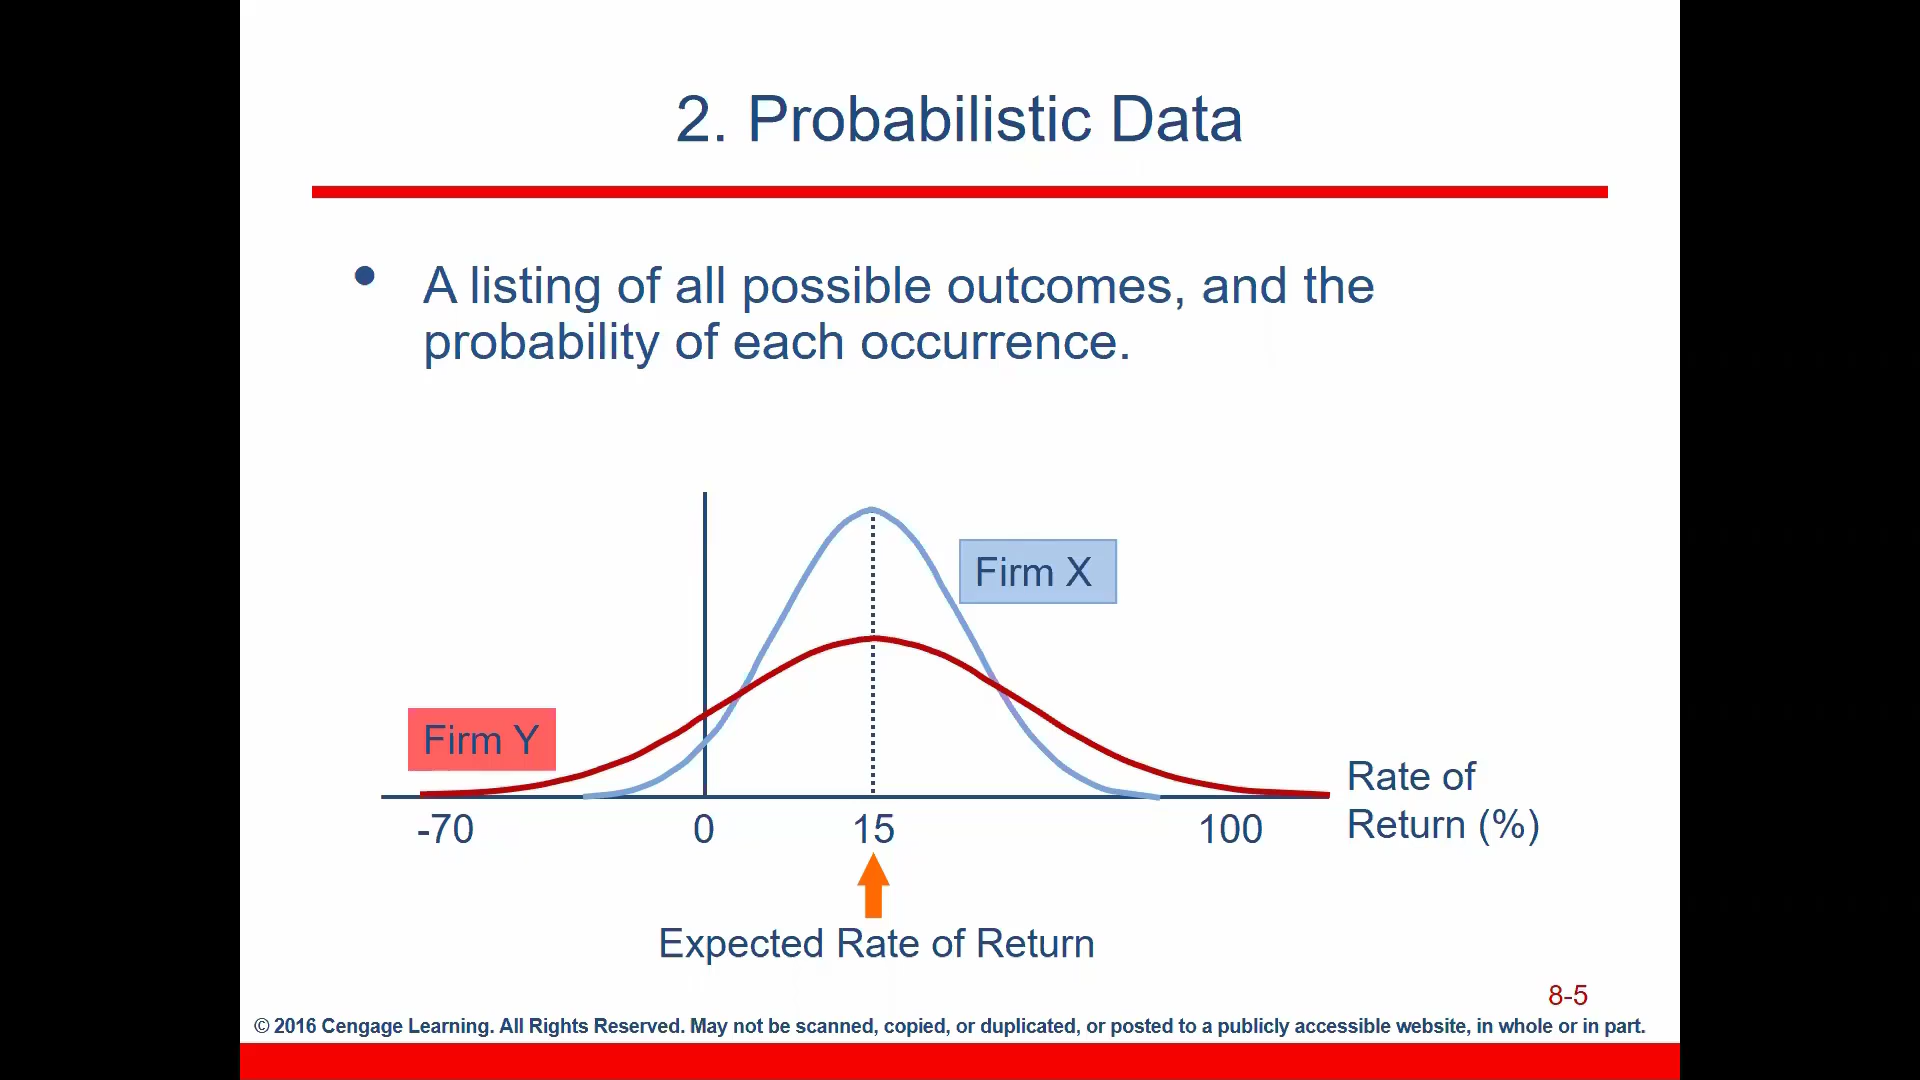 2. Probabilistic Data
• A listing of all possible outcomes, and the
probability of each occurrence.
Firm X
Firm Y
Rate of
Return (%)
-70
0
15
100
Expected Rate of Return
8-5
© 2016 Cengage Learning. All Rights Reserved. May not be scanned, copied, or duplicated, or posted to a publicly accessible website, in whole or in part.